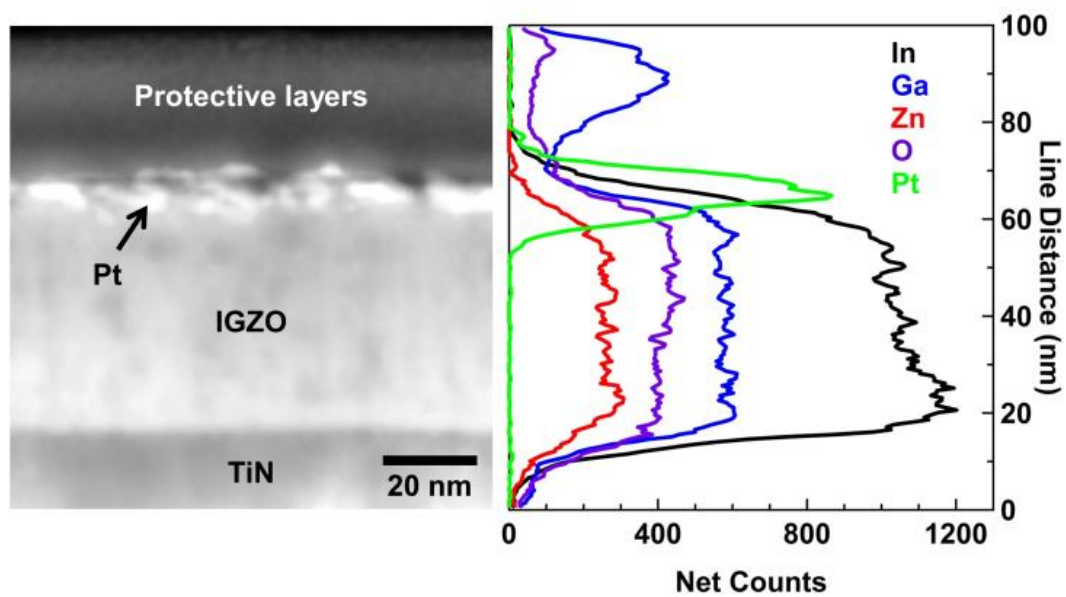 Protective layers
Pt
IGZO
TiN
20 nm
In
Ga
Zn
O
Pt
100
80
60
40
20
0
Line Distance (nm)
0 400 800 1200
Net Counts